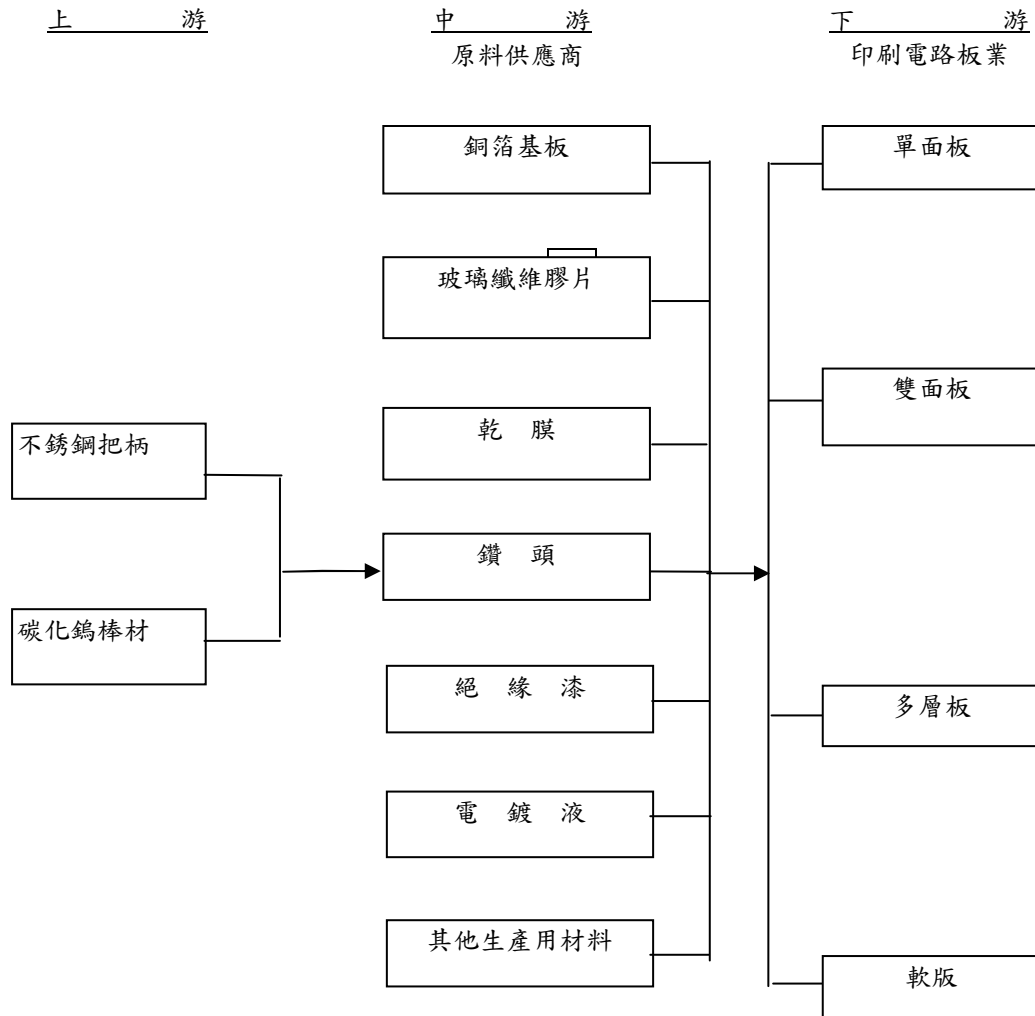 上 游
中 游
下 游
原料供應商
印刷電路板業
銅箔基板
單面板
玻璃纖維膠片
雙面板
乾 膜
不銹鋼把柄
鑽 頭
碳化鎢棒材
絕 緣 漆
多層板
電 鍍 液
其他生產用材料
軟版